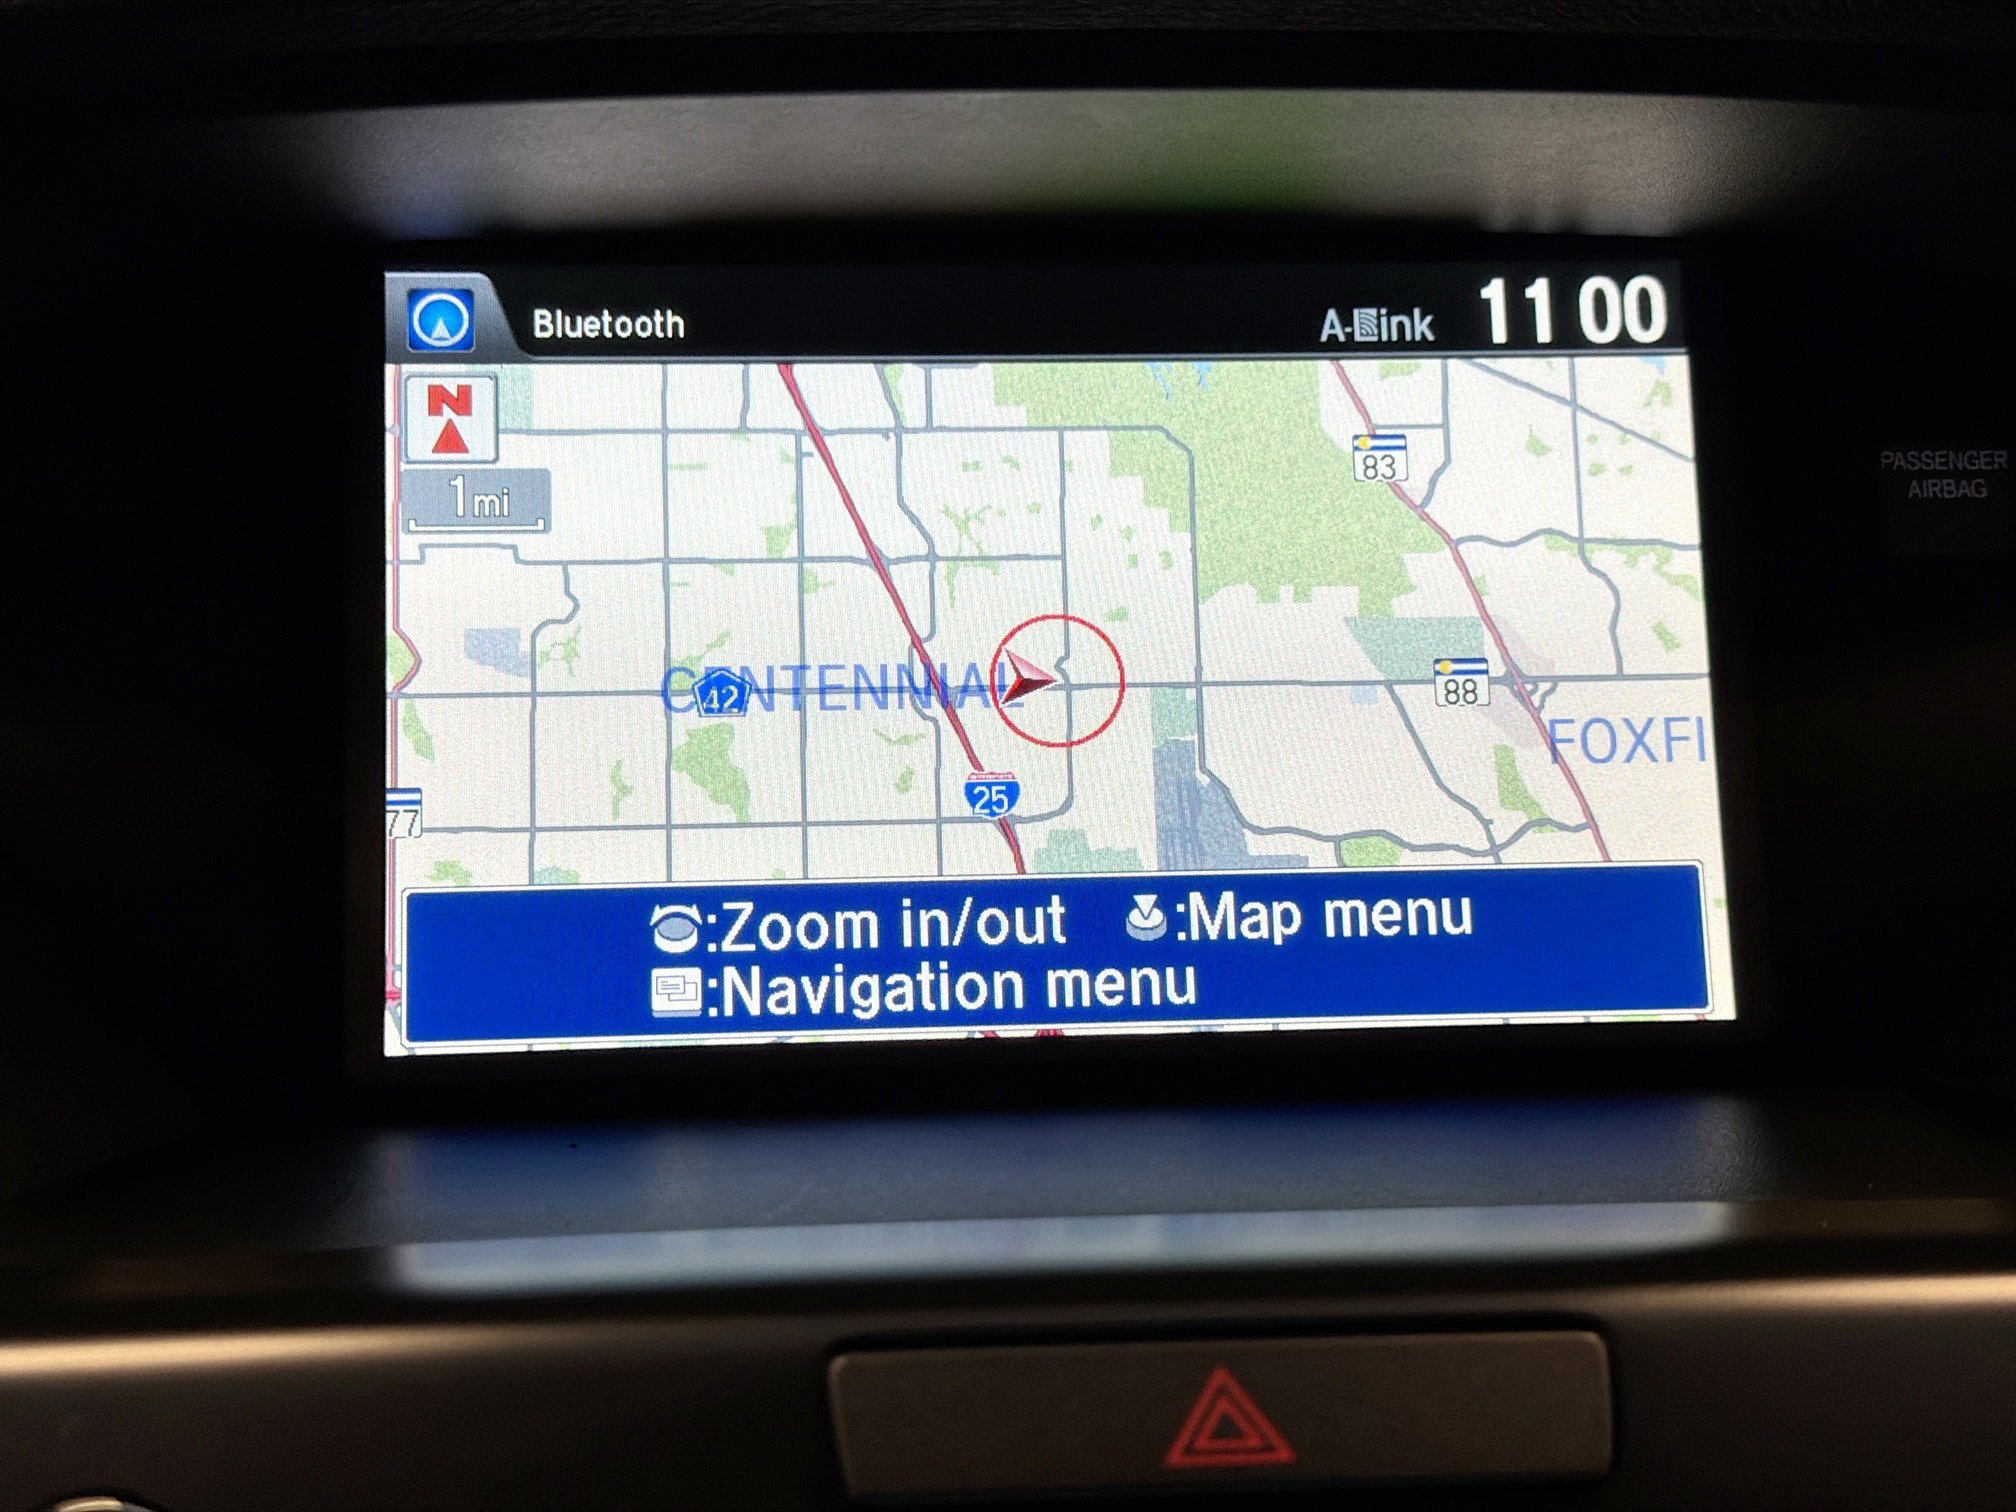 Bluetooth
A-Link
11 00
N
1mi
83
PASSENGER
AIRBAG
CENTENNIAL
42
88
FOXFI
25
77
:Zoom in/out :Map menu
:Navigation menu